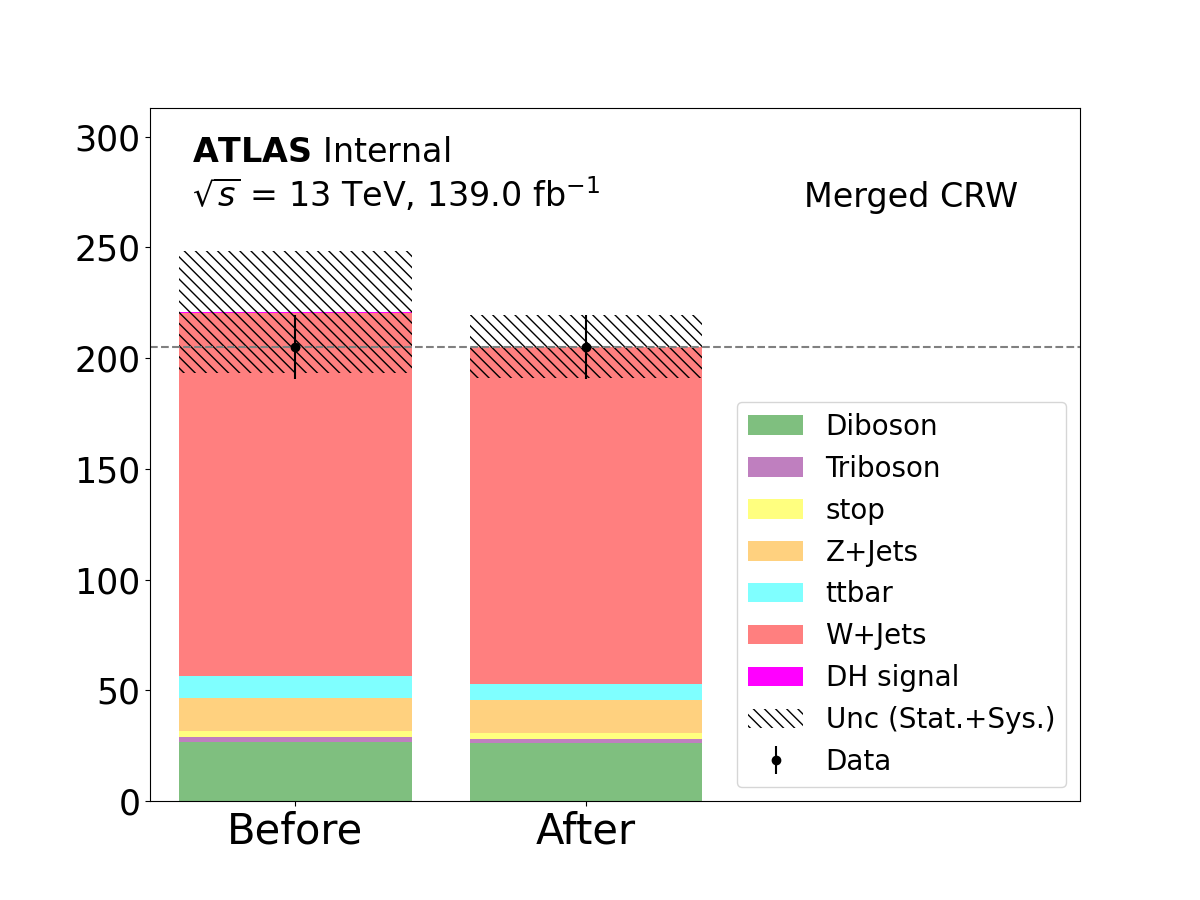 ATLAS Internal
√s = 13 TeV, 139.0 fb⁻¹
Merged CRW
300
250
200
150
100
50
0
Before
After
Diboson
Triboson
stop
Z+Jets
ttbar
W+Jets
DH signal
Unc (Stat.+Sys.)
Data